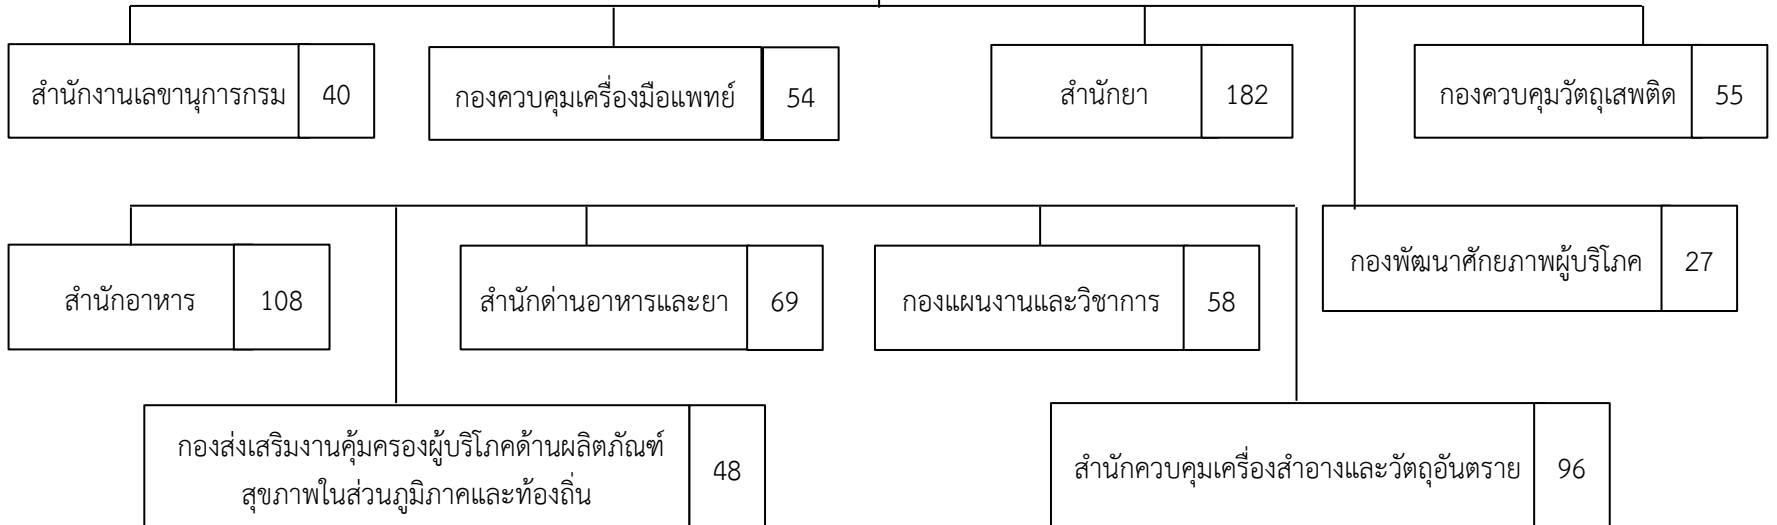 สำนักงานเลขานุการกรม 40
กองควบคุมเครื่องมือแพทย์ 54
สำนักยา 182
กองควบคุมวัตถุเสพติด 55
สำนักอาหาร 108
สำนักด่านอาหารและยา 69
กองแผนงานและวิชาการ 58
กองพัฒนาศักยภาพผู้บริโภค 27
กองส่งเสริมงานคุ้มครองผู้บริโภคด้านผลิตภัณฑ์
สุขภาพในส่วนภูมิภาคและท้องถิ่น 48
สำนักควบคุมเครื่องสำอางและวัตถุอันตราย 96